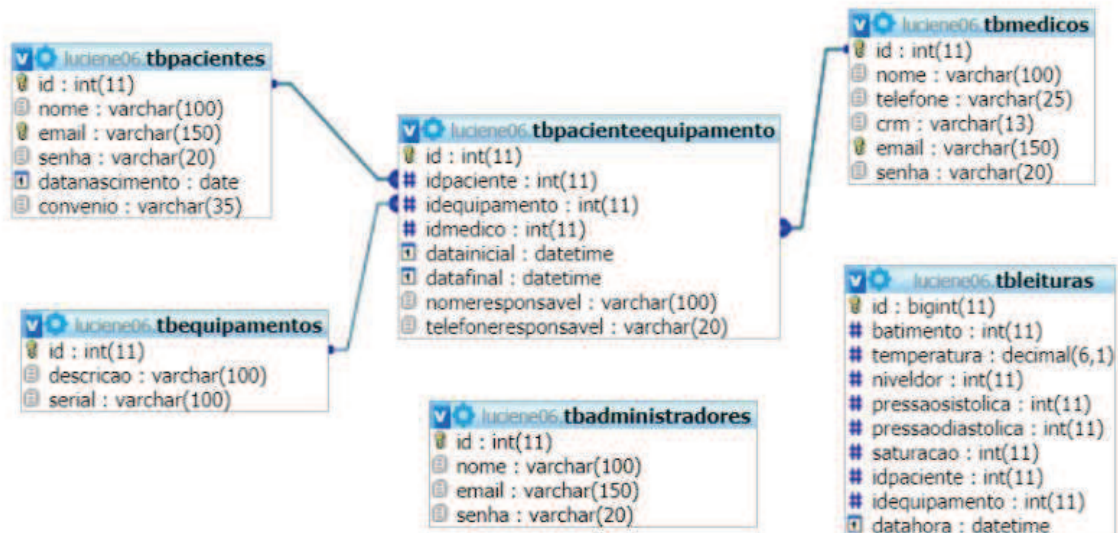 luciene06.tbpacientes
id : int(11)
nome : varchar(100)
email : varchar(150)
senha : varchar(20)
datanascimento : date
convenio : varchar(35)
luciene06.tbequipamentos
id : int(11)
descricao : varchar(100)
serial : varchar(100)
luciene06.tbpacienteequipamento
id : int(11)
idpaciente : int(11)
idequipamento : int(11)
idmedico : int(11)
datainicial : datetime
datafinal : datetime
nomeresponsavel : varchar(100)
telefoneresponsavel : varchar(20)
luciene06.tbadministradores
id : int(11)
nome : varchar(100)
email : varchar(150)
senha : varchar(20)
luciene06.tbmedicos
id : int(11)
nome : varchar(100)
telefone : varchar(25)
crm : varchar(13)
email : varchar(150)
senha : varchar(20)
luciene06.tbleituras
id : bigint(11)
batimento : int(11)
temperatura : decimal(6,1)
niveldor : int(11)
pressaosistolica : int(11)
pressaodiastolica : int(11)
saturacao : int(11)
idpaciente : int(11)
idequipamento : int(11)
datahora : datetime